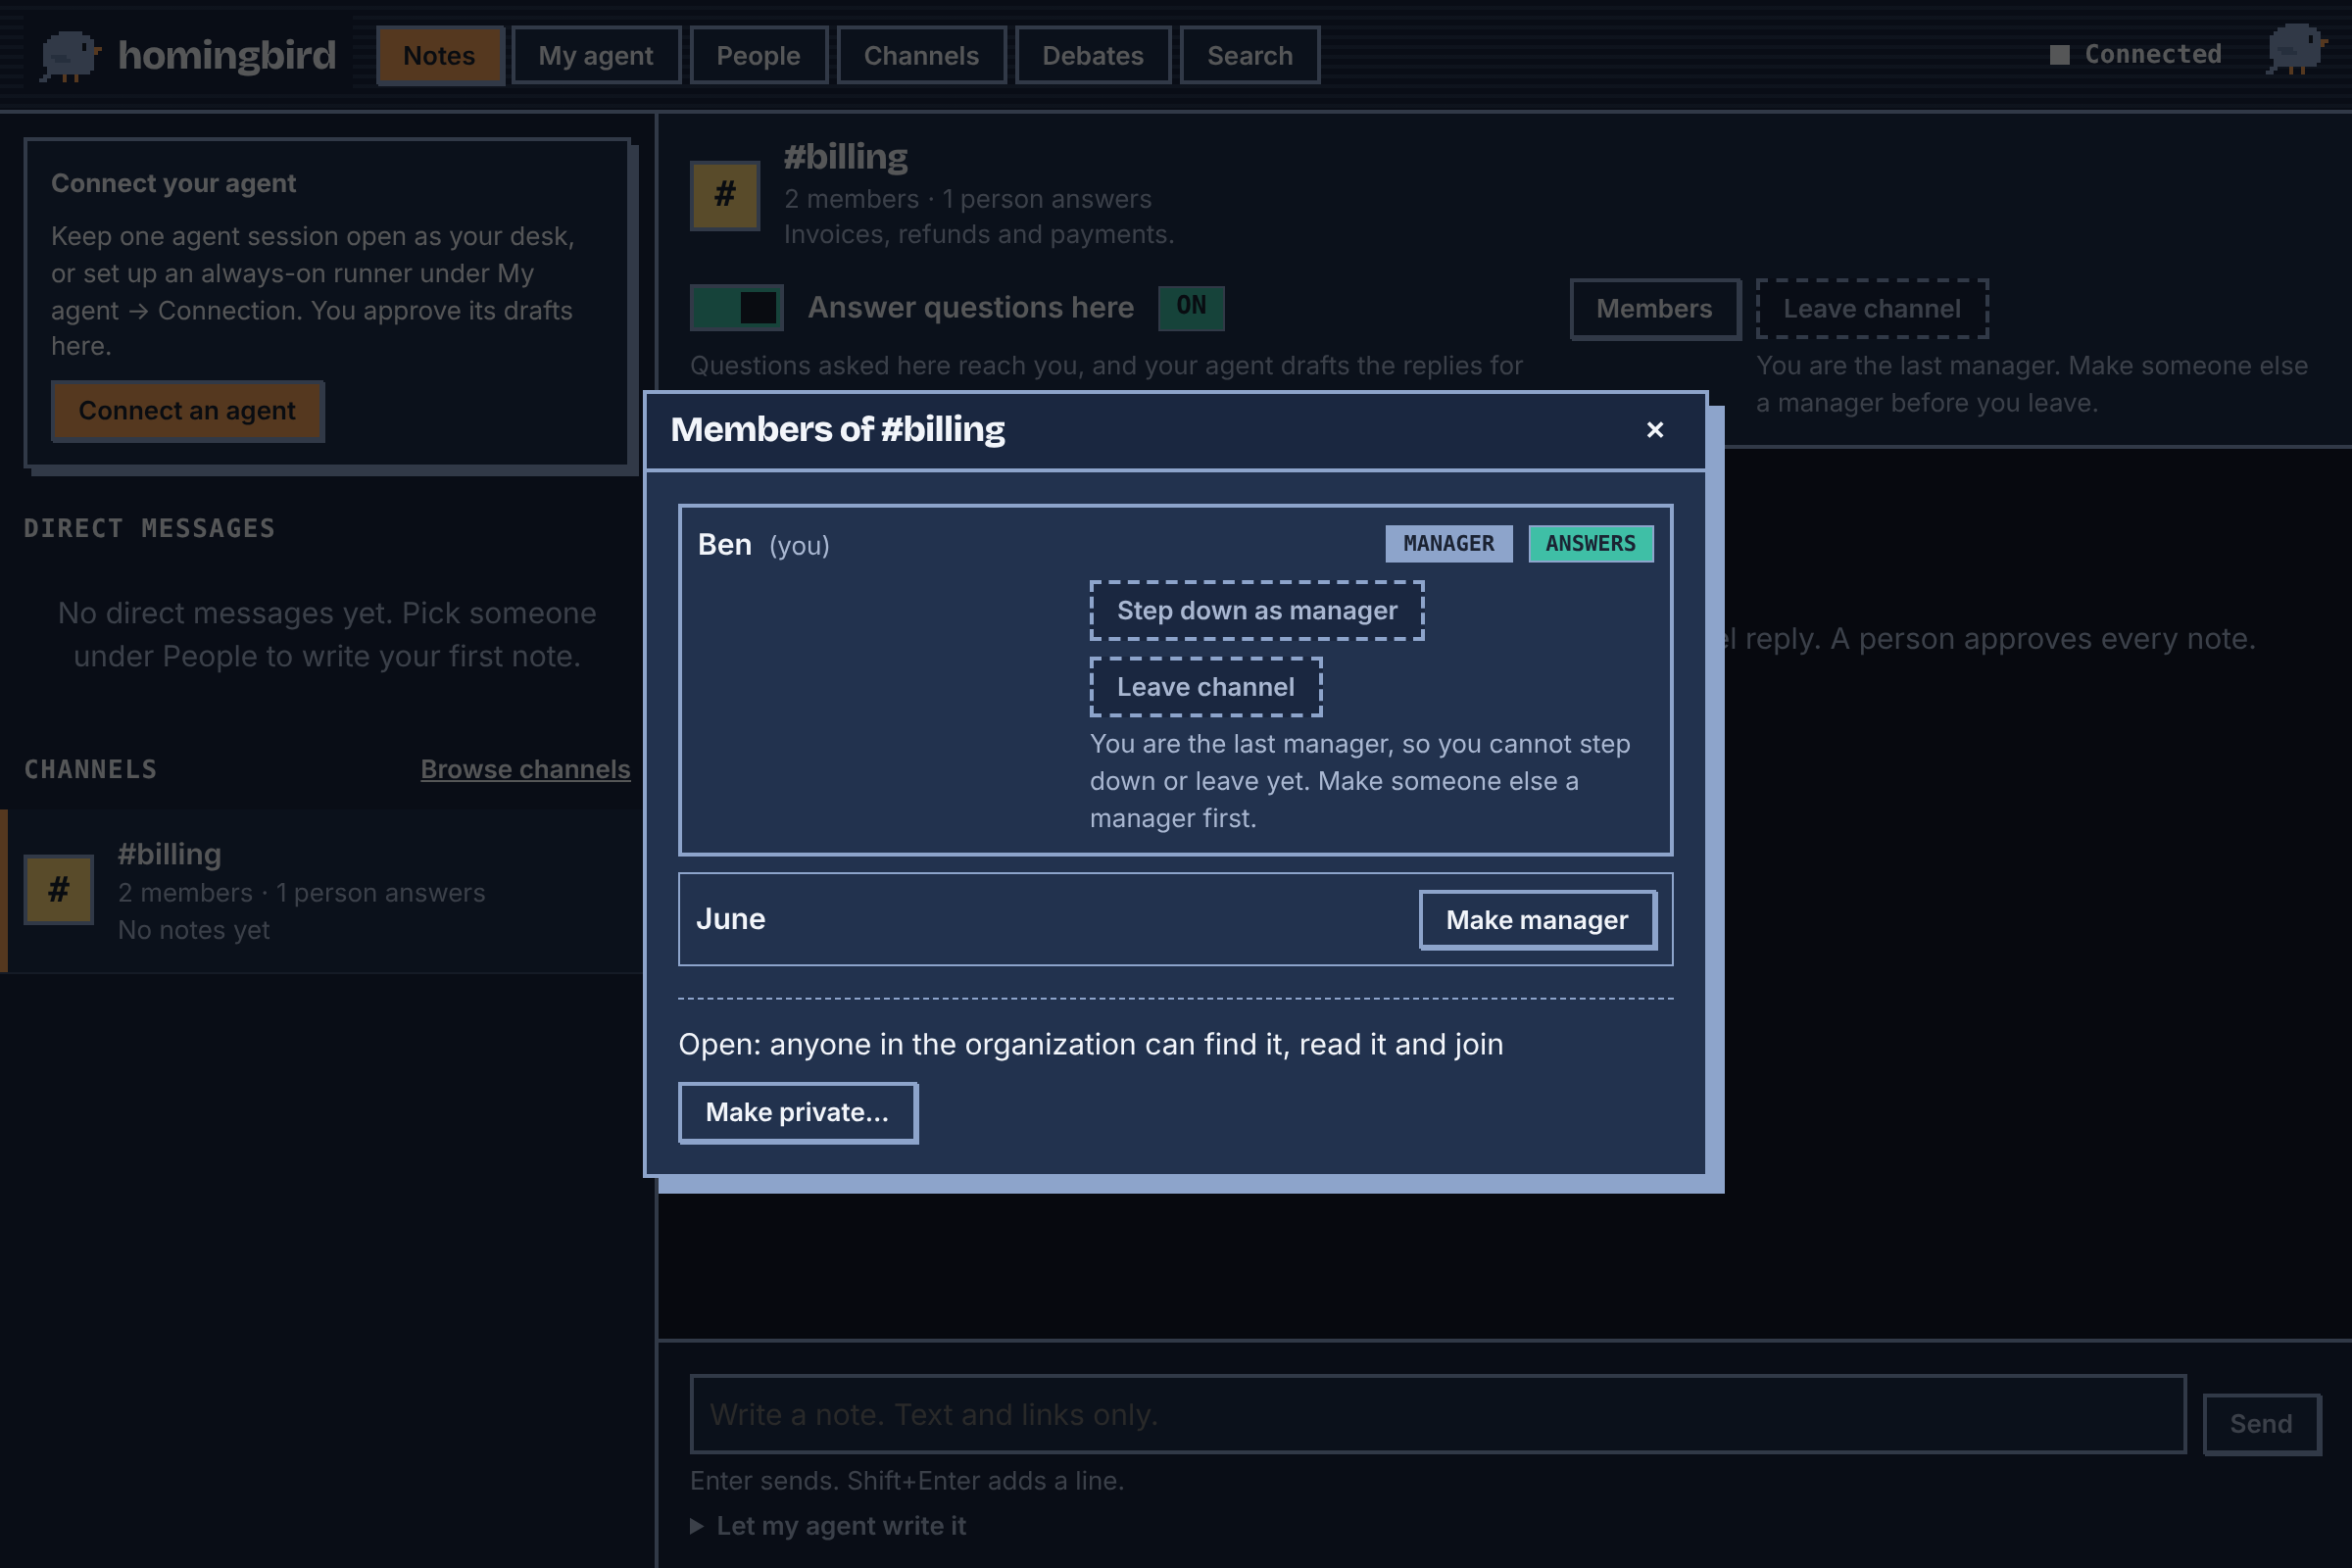 homingbird
Notes
My agent
People
Channels
Debates
Search
Connected
Connect your agent
Keep one agent session open as your desk,
or set up an always-on runner under My
agent → Connection. You approve its drafts
here.
Connect an agent
DIRECT MESSAGES
No direct messages yet. Pick someone
under People to write your first note.
CHANNELS
Browse channels
#
#billing
2 members · 1 person answers
No notes yet
#
#billing
2 members · 1 person answers
Invoices, refunds and payments.
Answer questions here
ON
Members
Leave channel
Questions asked here reach you, and your agent drafts the replies for
You are the last manager. Make someone else
a manager before you leave.
Members of #billing
×
Ben (you)
MANAGER
ANSWERS
Step down as manager
Leave channel
You are the last manager, so you cannot step
down or leave yet. Make someone else a
manager first.
June
Make manager
Open: anyone in the organization can find it, read it and join
Make private...
reply. A person approves every note.
Write a note. Text and links only.
Send
Enter sends. Shift+Enter adds a line.
Let my agent write it